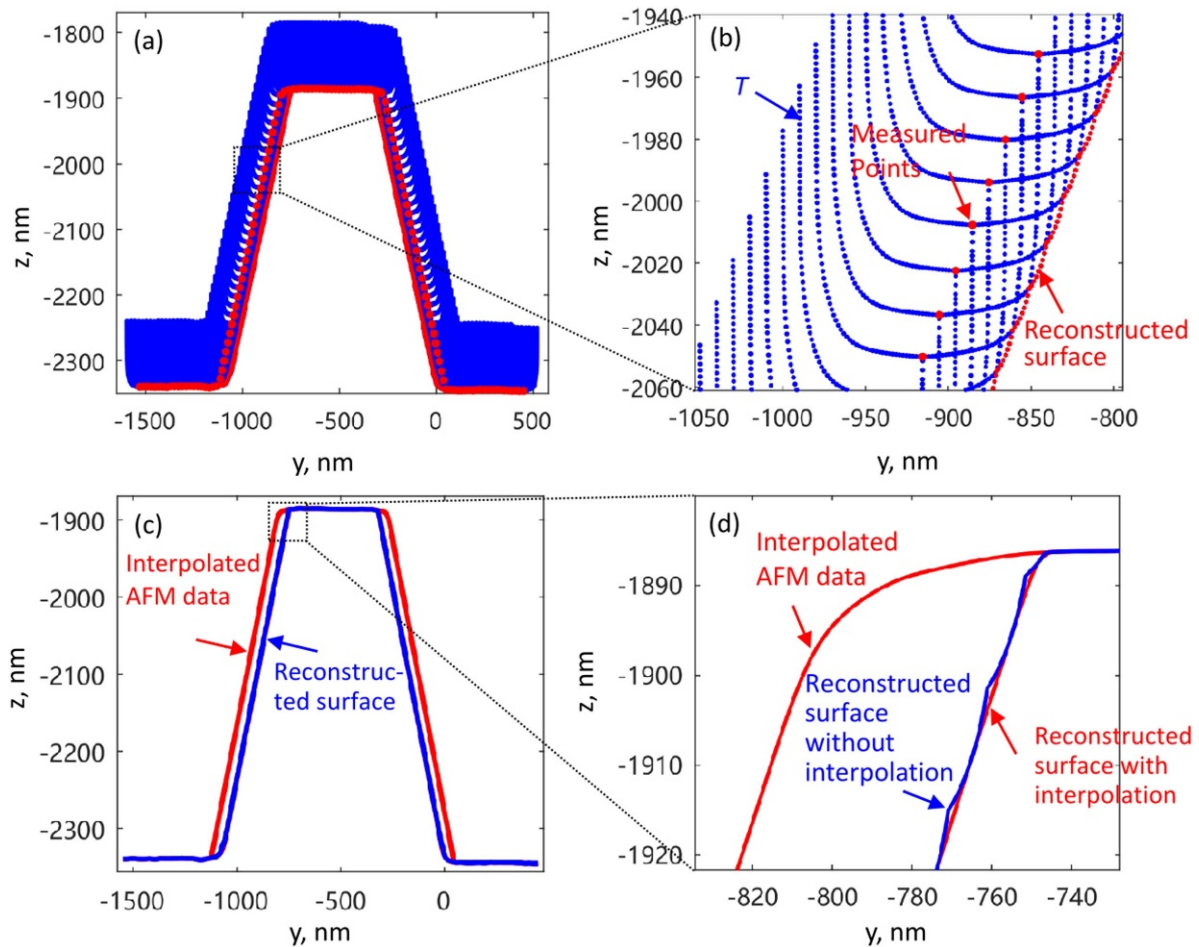 (a)
-1800
-1900
-2000
-2100
-2200
-2300
z, nm
-1500
-1000
-500
0
500
y, nm
(b)
-1940
-1960
-1980
-2000
-2020
-2040
-2060
z, nm
T
Measured
Points
Reconstructed
surface
-1050
-1000
-950
-900
-850
-800
y, nm
(c)
-1900
-2000
-2100
-2200
-2300
z, nm
Interpolated
AFM data
Reconstruc-
ted surface
-1500
-1000
-500
0
y, nm
(d)
-1890
-1900
-1910
-1920
z, nm
Interpolated
AFM data
Reconstructed
surface
without
interpolation
Reconstructed
surface with
interpolation
-820
-800
-780
-760
-740
y, nm